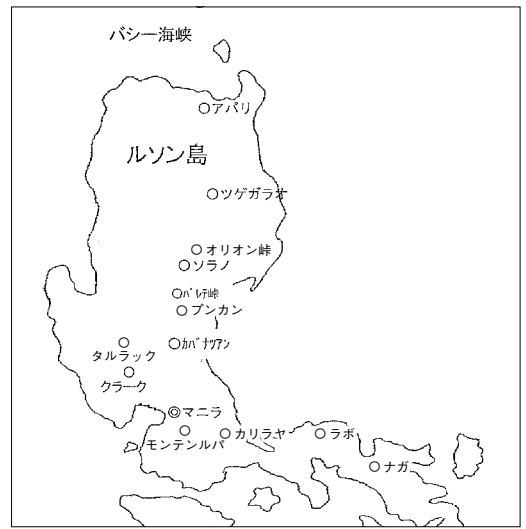 バシー海峡
アパリ
ルソン島
ツゲガラオ
オリオン峠
ソラノ
バレテ峠
ブンカン
カバナツアン
タルラック
クラーク
マニラ
モンテンルパ
カリラヤ
ラボ
ナガ